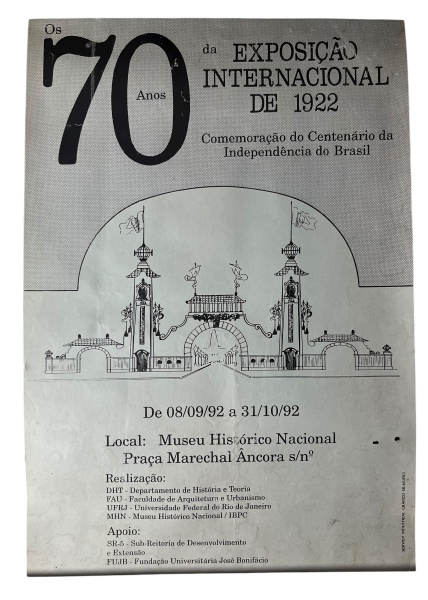 Os
70
Anos
da EXPOSIÇÃO
INTERNACIONAL
DE 1922
Comemoração do Centenário da
Independência do Brasil
De 08/09/92 a 31/10/92
Local: Museu Histórico Nacional
Praça Marechal Âncora s/nº
Realização:
DHT - Departamento de História e Teoria
FAU - Faculdade de Arquitetura e Urbanismo
UFRJ - Universidade Federal do Rio de Janeiro
MHN - Museu Histórico Nacional / IBPC
Apoio:
SR-5 - Sub-Reitoria de Desenvolvimento
e Extensão
FUJB - Fundação Universitária José Bonifácio